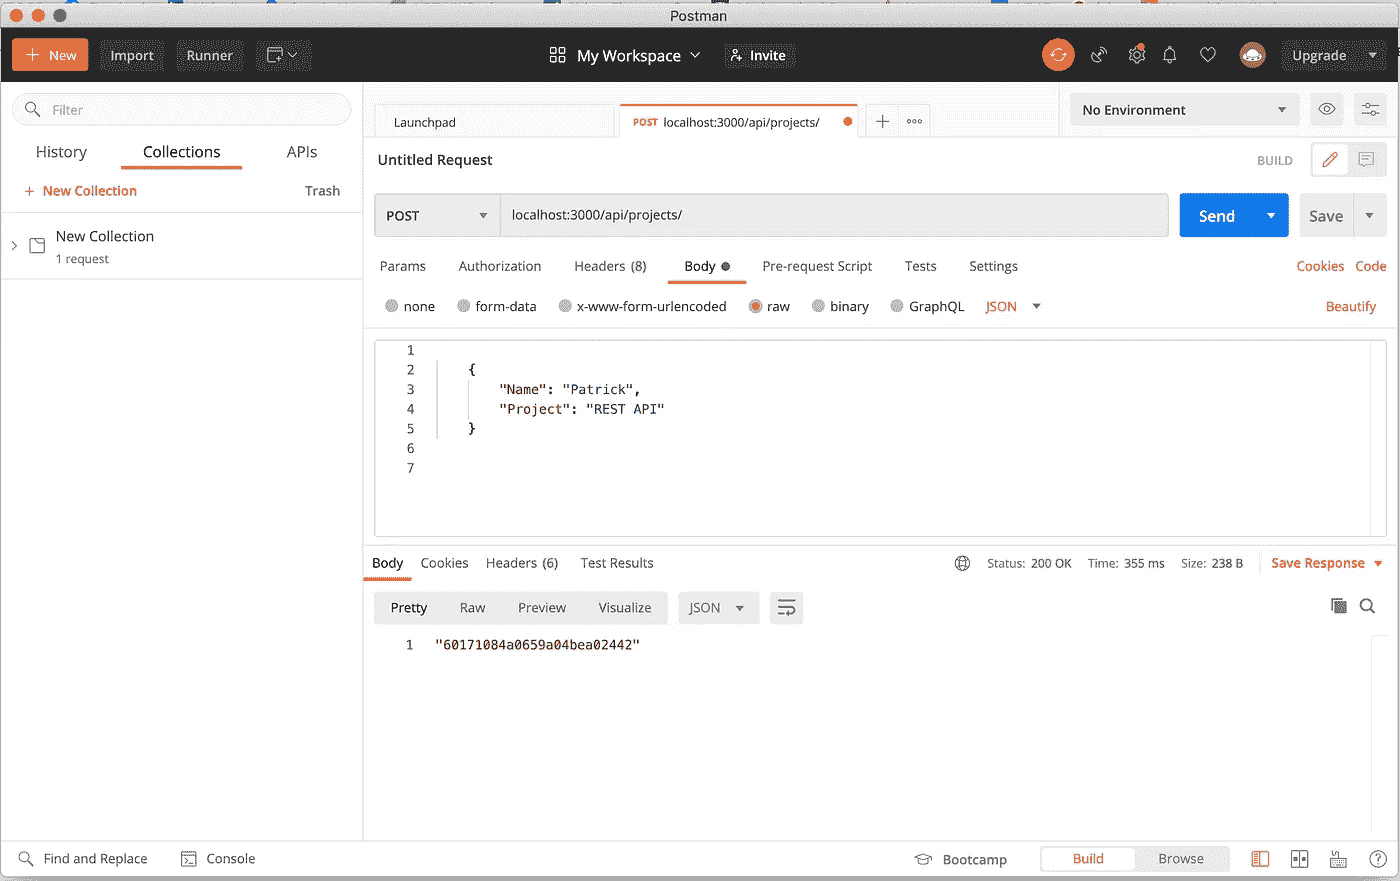 Postman
New Import Runner My Workspace Invite Upgrade
Filter
History Collections APIs
+ New Collection Trash
New Collection
1 request
Launchpad POST localhost:3000/api/projects/ + ooo No Environment
Untitled Request BUILD
POST localhost:3000/api/projects/ Send Save
Params Authorization Headers (8) Body Pre-request Script Tests Settings Cookies Code
none form-data x-www-form-urlencoded raw binary GraphQL JSON Beautify
1
2 {
3 "Name": "Patrick",
4 "Project": "REST API"
5 }
6
7
Body Cookies Headers (6) Test Results Status: 200 OK Time: 355 ms Size: 238 B Save Response
Pretty Raw Preview Visualize JSON
1 "60171084a0659a04bea02442"
Find and Replace Console Bootcamp Build Browse ?